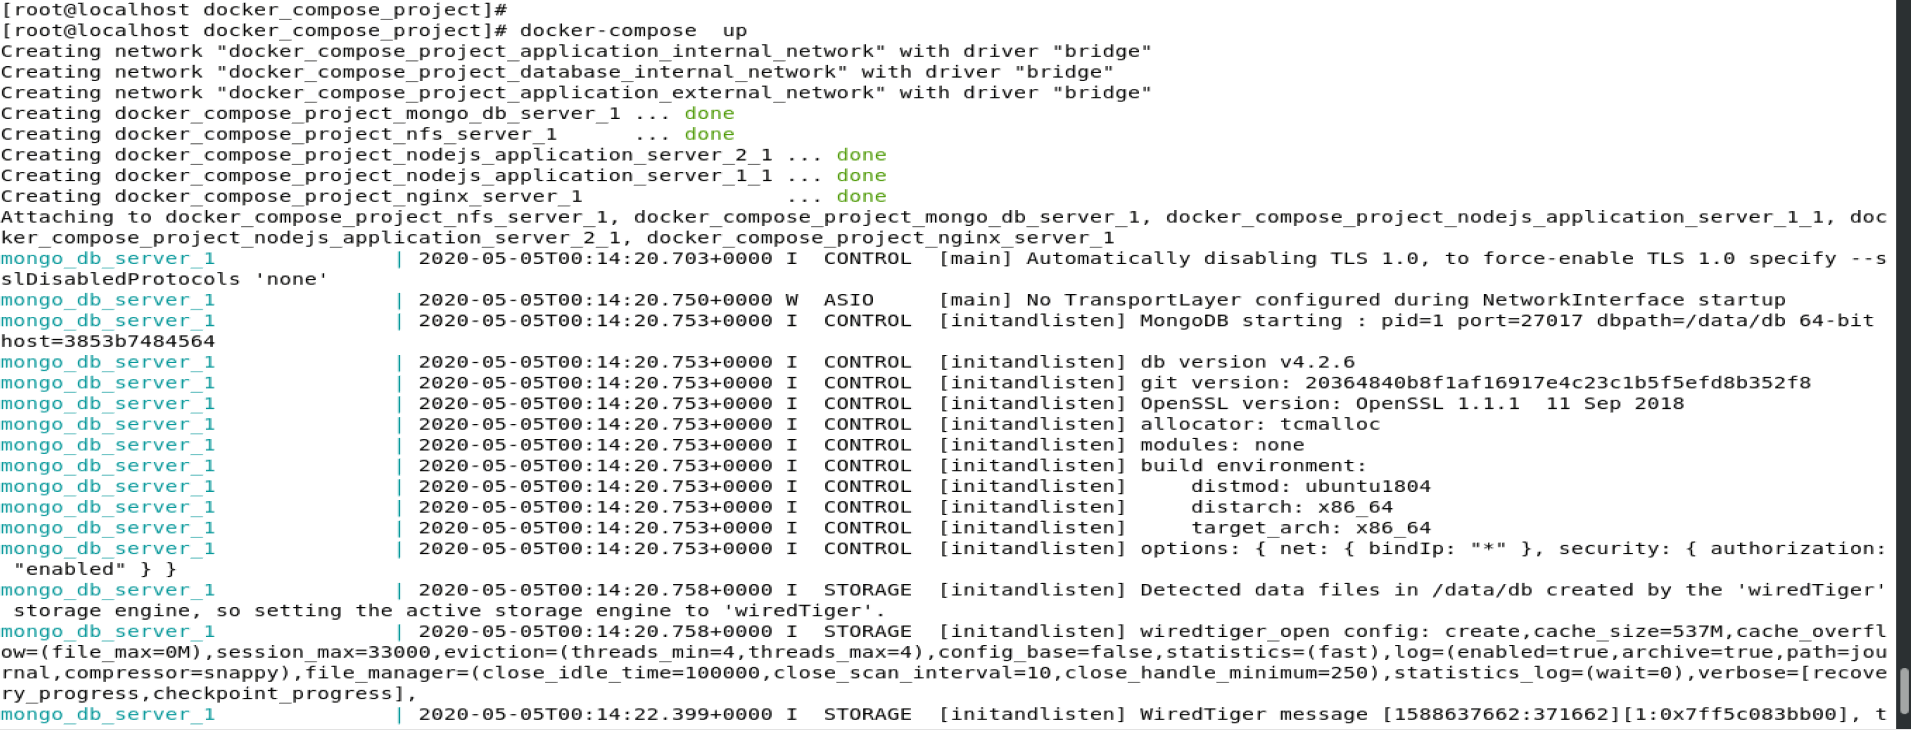 [root@localhost docker_compose_project]#
[root@localhost docker_compose_project]# docker-compose  up
Creating network "docker_compose_project_application_internal_network" with driver "bridge"
Creating network "docker_compose_project_database_internal_network" with driver "bridge"
Creating network "docker_compose_project_application_external_network" with driver "bridge"
Creating docker_compose_project_mongo_db_server_1 ... done
Creating docker_compose_project_nfs_server_1      ... done
Creating docker_compose_project_nodejs_application_server_2_1 ... done
Creating docker_compose_project_nodejs_application_server_1_1 ... done
Creating docker_compose_project_nginx_server_1                ... done
Attaching to docker_compose_project_nfs_server_1, docker_compose_project_mongo_db_server_1, docker_compose_project_nodejs_application_server_1_1, doc
ker_compose_project_nodejs_application_server_2_1, docker_compose_project_nginx_server_1
mongo_db_server_1              | 2020-05-05T00:14:20.703+0000 I  CONTROL  [main] Automatically disabling TLS 1.0, to force-enable TLS 1.0 specify --s
slDisabledProtocols 'none'
mongo_db_server_1              | 2020-05-05T00:14:20.750+0000 W  ASIO     [main] No TransportLayer configured during NetworkInterface startup
mongo_db_server_1              | 2020-05-05T00:14:20.753+0000 I  CONTROL  [initandlisten] MongoDB starting : pid=1 port=27017 dbpath=/data/db 64-bit
host=3853b7484564
mongo_db_server_1              | 2020-05-05T00:14:20.753+0000 I  CONTROL  [initandlisten] db version v4.2.6
mongo_db_server_1              | 2020-05-05T00:14:20.753+0000 I  CONTROL  [initandlisten] git version: 20364840b8f1af16917e4c23c1b5f5efd8b352f8
mongo_db_server_1              | 2020-05-05T00:14:20.753+0000 I  CONTROL  [initandlisten] OpenSSL version: OpenSSL 1.1.1  11 Sep 2018
mongo_db_server_1              | 2020-05-05T00:14:20.753+0000 I  CONTROL  [initandlisten] allocator: tcmalloc
mongo_db_server_1              | 2020-05-05T00:14:20.753+0000 I  CONTROL  [initandlisten] modules: none
mongo_db_server_1              | 2020-05-05T00:14:20.753+0000 I  CONTROL  [initandlisten] build environment:
mongo_db_server_1              | 2020-05-05T00:14:20.753+0000 I  CONTROL  [initandlisten]     distmod: ubuntu1804
mongo_db_server_1              | 2020-05-05T00:14:20.753+0000 I  CONTROL  [initandlisten]     distarch: x86_64
mongo_db_server_1              | 2020-05-05T00:14:20.753+0000 I  CONTROL  [initandlisten]     target_arch: x86_64
mongo_db_server_1              | 2020-05-05T00:14:20.753+0000 I  CONTROL  [initandlisten] options: { net: { bindIp: "*" }, security: { authorization:
 "enabled" } }
mongo_db_server_1              | 2020-05-05T00:14:20.758+0000 I  STORAGE  [initandlisten] Detected data files in /data/db created by the 'wiredTiger'
 storage engine, so setting the active storage engine to 'wiredTiger'.
mongo_db_server_1              | 2020-05-05T00:14:20.758+0000 I  STORAGE  [initandlisten] wiredtiger_open config: create,cache_size=537M,cache_overfl
ow=(file_max=0M),session_max=33000,eviction=(threads_min=4,threads_max=4),config_base=false,statistics=(fast),log=(enabled=true,archive=true,path=jou
rnal,compressor=snappy),file_manager=(close_idle_time=100000,close_scan_interval=10,close_handle_minimum=250),statistics_log=(wait=0),verbose=[recove
ry_progress,checkpoint_progress],
mongo_db_server_1              | 2020-05-05T00:14:22.399+0000 I  STORAGE  [initandlisten] WiredTiger message [1588637662:371662][1:0x7ff5c083bb00], t